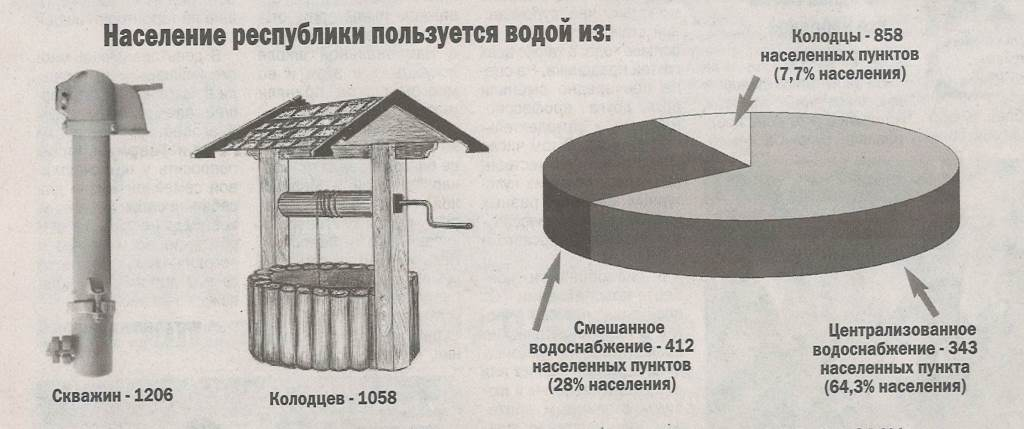 Население республики пользуется водой из:
Скважин - 1206
Колодцев - 1058
Колодцы - 858
населенных пунктов
(7,7% населения)
Смешанное
водоснабжение - 412
населенных пунктов
(28% населения)
Централизованное
водоснабжение - 343
населенных пункта
(64,3% населения)